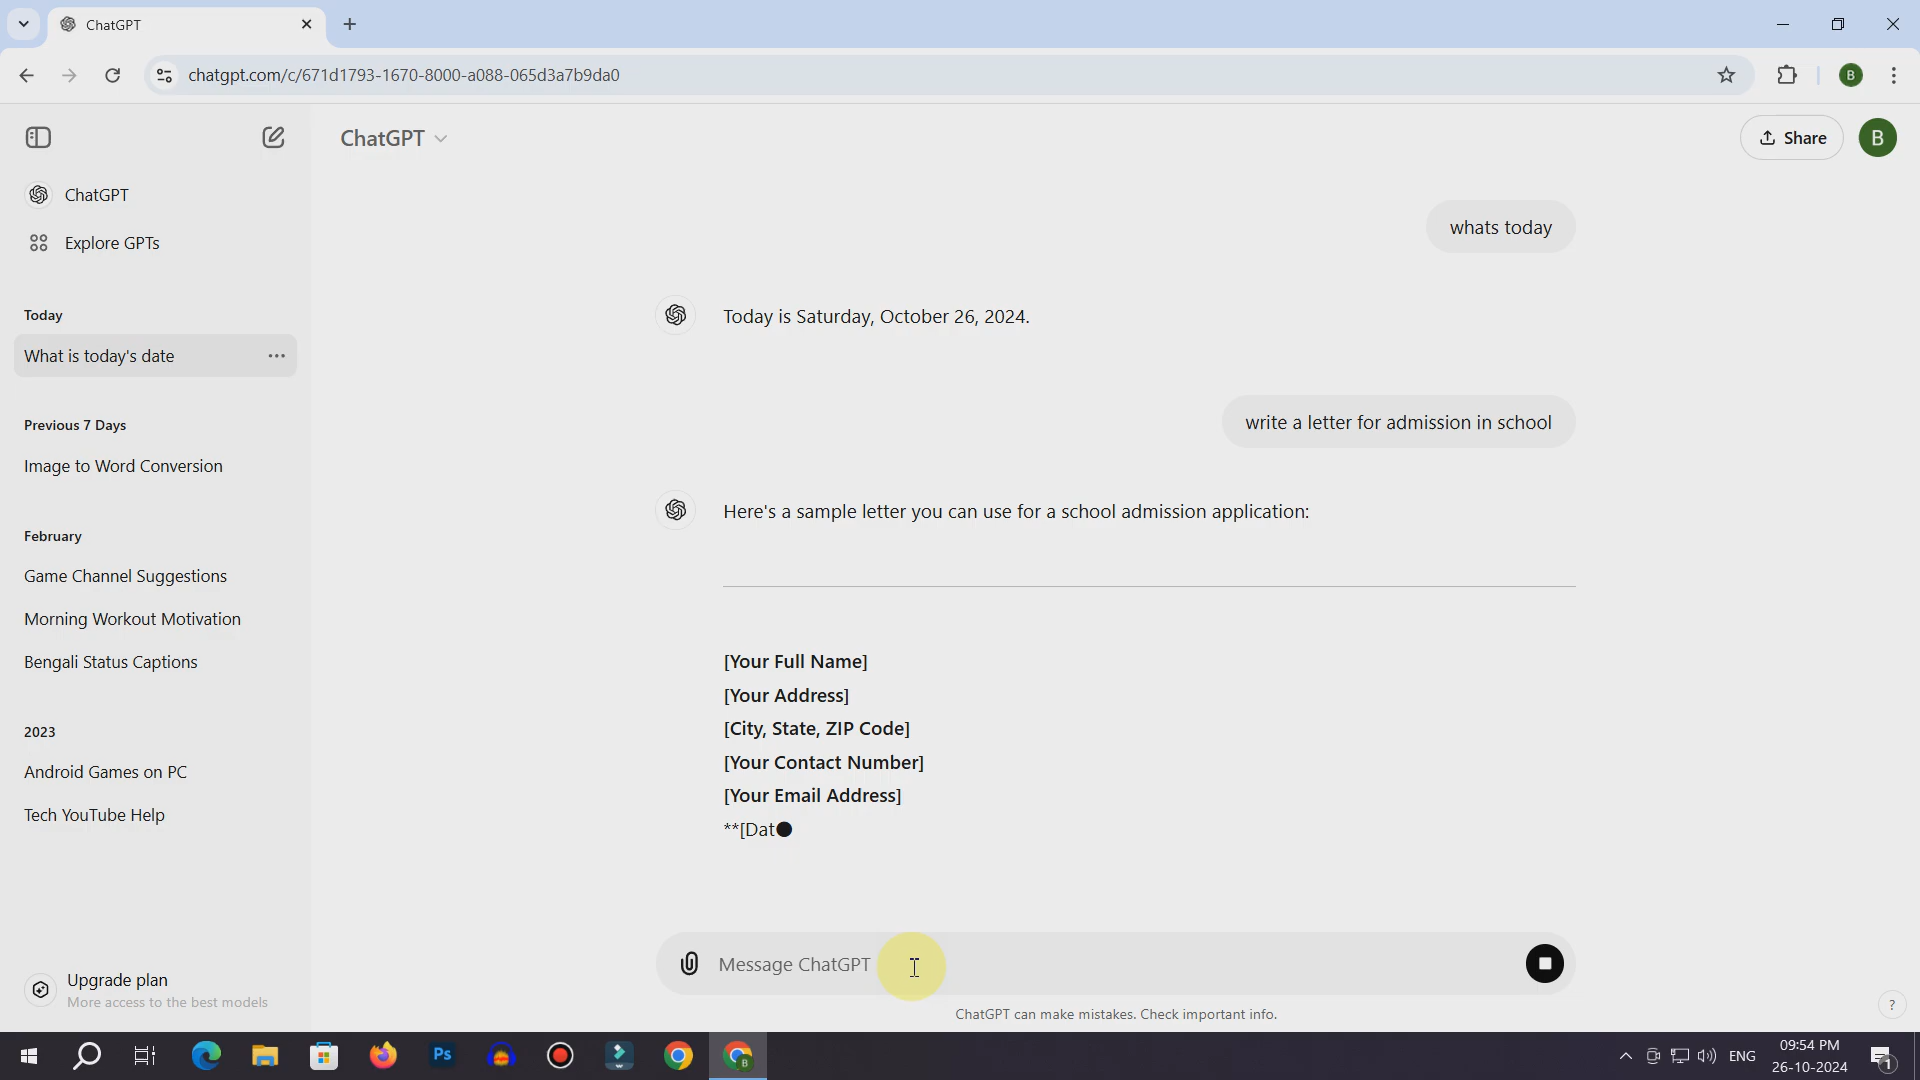 ChatGPT
chatgpt.com/c/671d1793-1670-8000-a088-065d3a7b9da0
B
ChatGPT
Share
B
ChatGPT
Explore GPTs
Today
What is today's date
Previous 7 Days
Image to Word Conversion
February
Game Channel Suggestions
Morning Workout Motivation
Bengali Status Captions
2023
Android Games on PC
Tech YouTube Help
Upgrade plan
More access to the best models
whats today
Today is Saturday, October 26, 2024.
write a letter for admission in school
Here's a sample letter you can use for a school admission application:
[Your Full Name]
[Your Address]
[City, State, ZIP Code]
[Your Contact Number]
[Your Email Address]
**[Dat
Message ChatGPT
ChatGPT can make mistakes. Check important info.
?
Ps
B
ENG
09:54 PM
26-10-2024
1